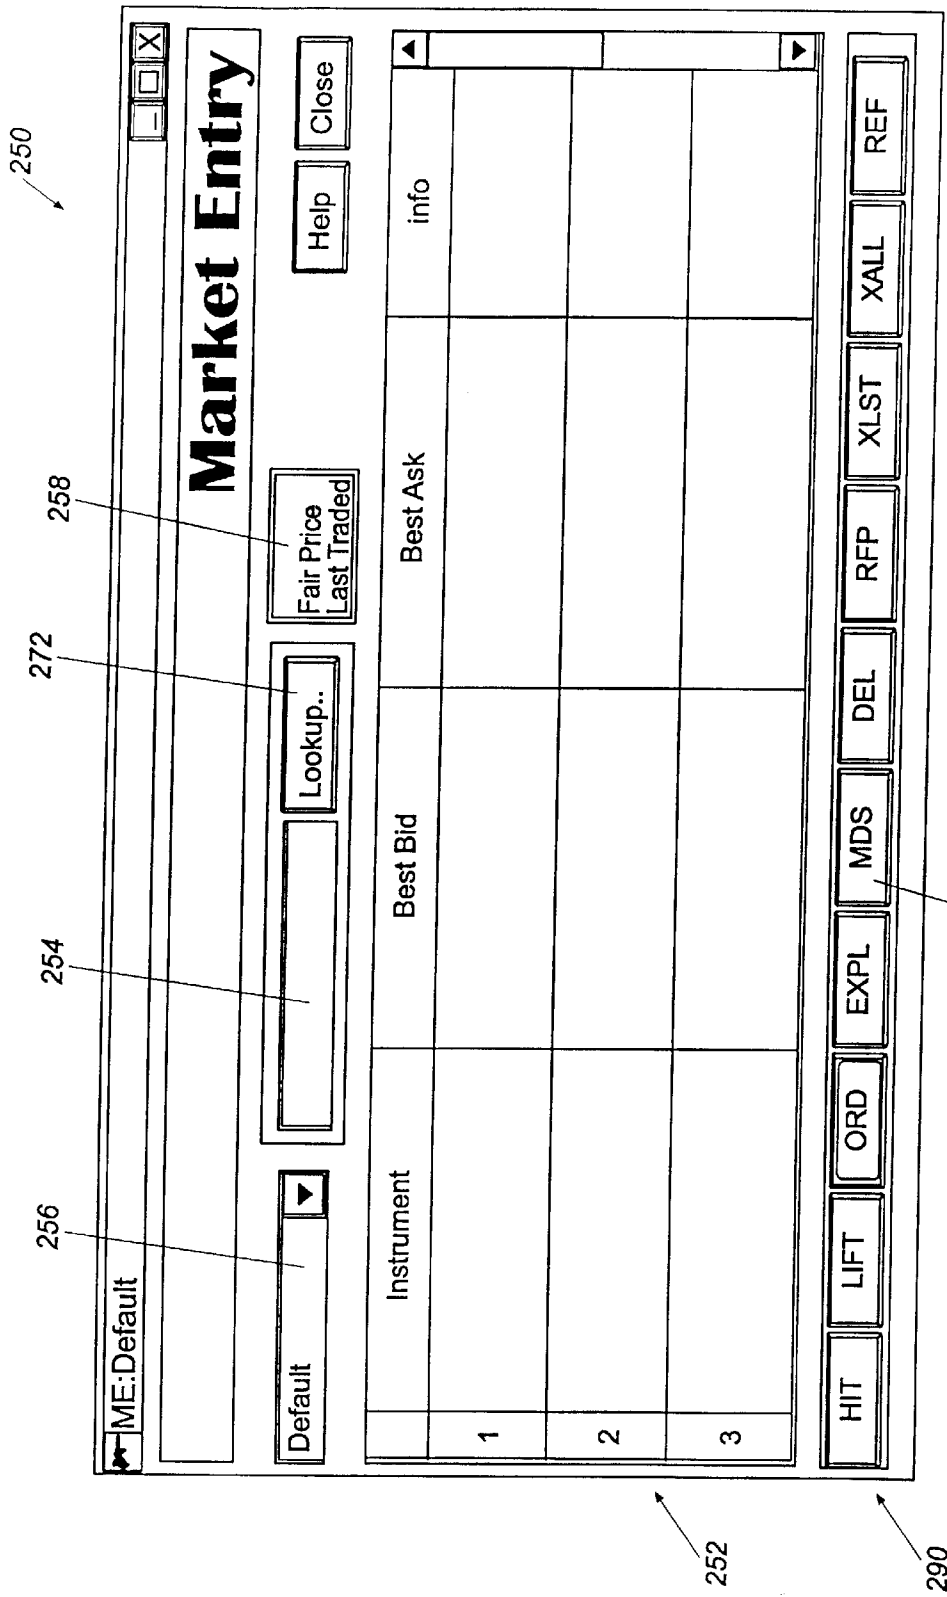 250
ME:Default
Market Entry
256
254
272
258
Default
Lookup..
Fair Price
Last Traded
Help
Close
Instrument
Best Bid
Best Ask
info
1
2
3
252
HIT
LIFT
ORD
EXPL
MDS
DEL
RFP
XLST
XALL
REF
290